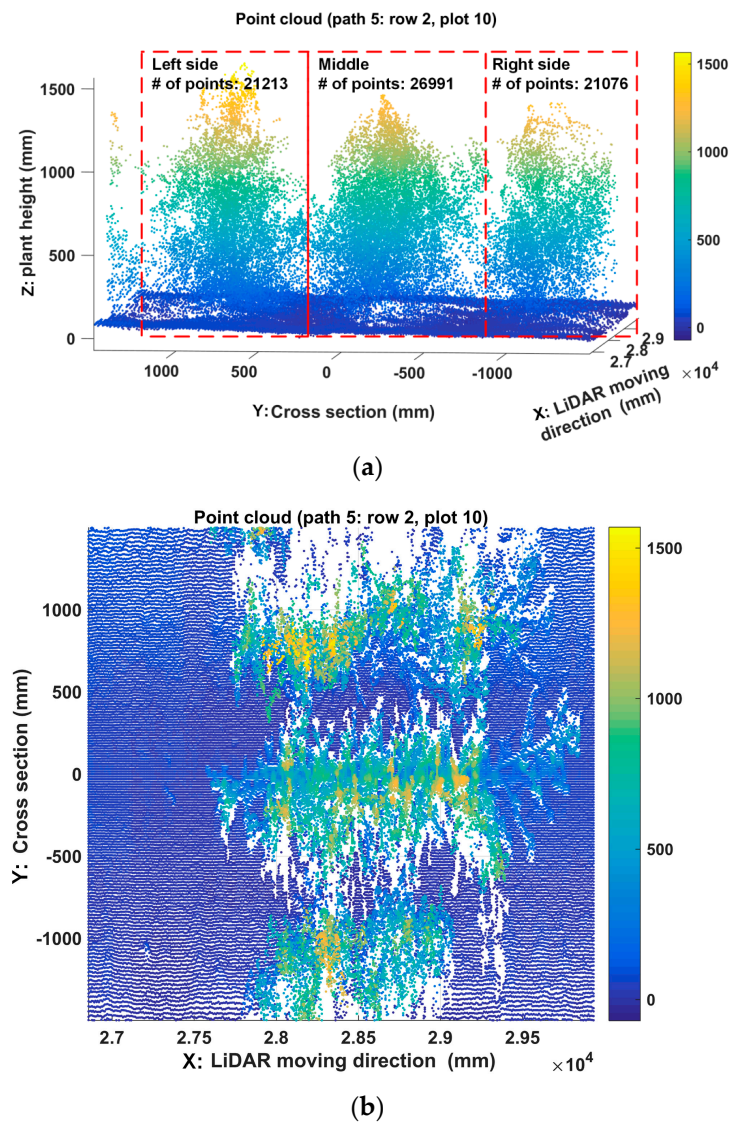 Point cloud (path 5: row 2, plot 10)
Left side
# of points: 21213
Middle
# of points: 26991
Right side
# of points: 21076
1500
1000
500
0
Z: plant height (mm)
1000
500
0
-500
-1000
Y: Cross section (mm)
2.9
2.8
2.7
×10⁴
X: LiDAR moving
direction (mm)
1500
1000
500
0
(a)
Point cloud (path 5: row 2, plot 10)
1000
500
0
-500
-1000
Y: Cross section (mm)
2.7
2.75
2.8
2.85
2.9
2.95
X: LiDAR moving direction (mm)
×10⁴
1500
1000
500
0
(b)